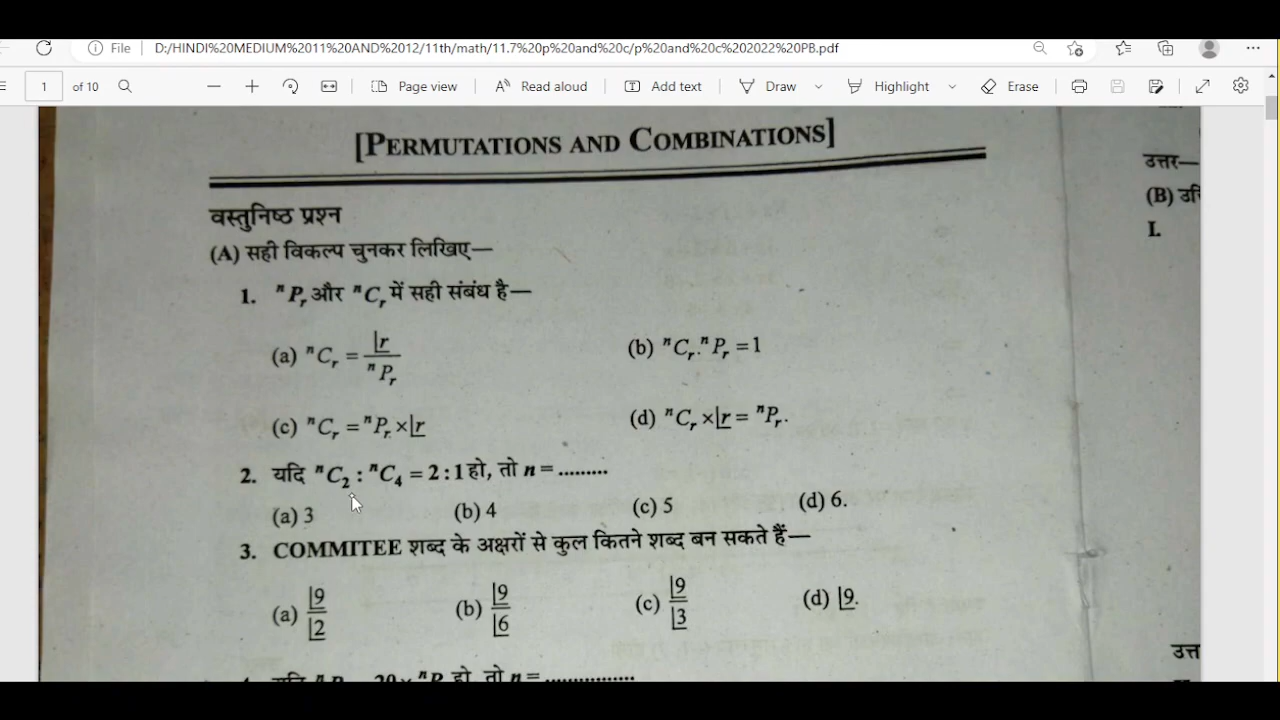 File D:/HINDI%20MEDIUM%2011%20AND%2012/11th/math/11.7%20p%20and%20c/p%20and%20c%202022%20PB.pdf
1 of 10 Page view Read aloud Add text Draw Highlight Erase
[PERMUTATIONS AND COMBINATIONS]
वस्तुनिष्ठ प्रश्न
(A) सही विकल्प चुनकर लिखिए—
1. ⁿPᵣ और ⁿCᵣ में सही संबंध है—
(a) ⁿCᵣ = ⌊r / ⁿPᵣ (b) ⁿCᵣ.ⁿPᵣ = 1
(c) ⁿCᵣ = ⁿPᵣ × ⌊r (d) ⁿCᵣ × ⌊r = ⁿPᵣ.
2. यदि ⁿC₂ : ⁿC₄ = 2 : 1 हो, तो n = .........
(a) 3 (b) 4 (c) 5 (d) 6.
3. COMMITEE शब्द के अक्षरों से कुल कितने शब्द बन सकते हैं—
(a) ⌊9 / ⌊2 (b) ⌊9 / ⌊6 (c) ⌊9 / ⌊3 (d) ⌊9.
उत्तर—
(B)
I.